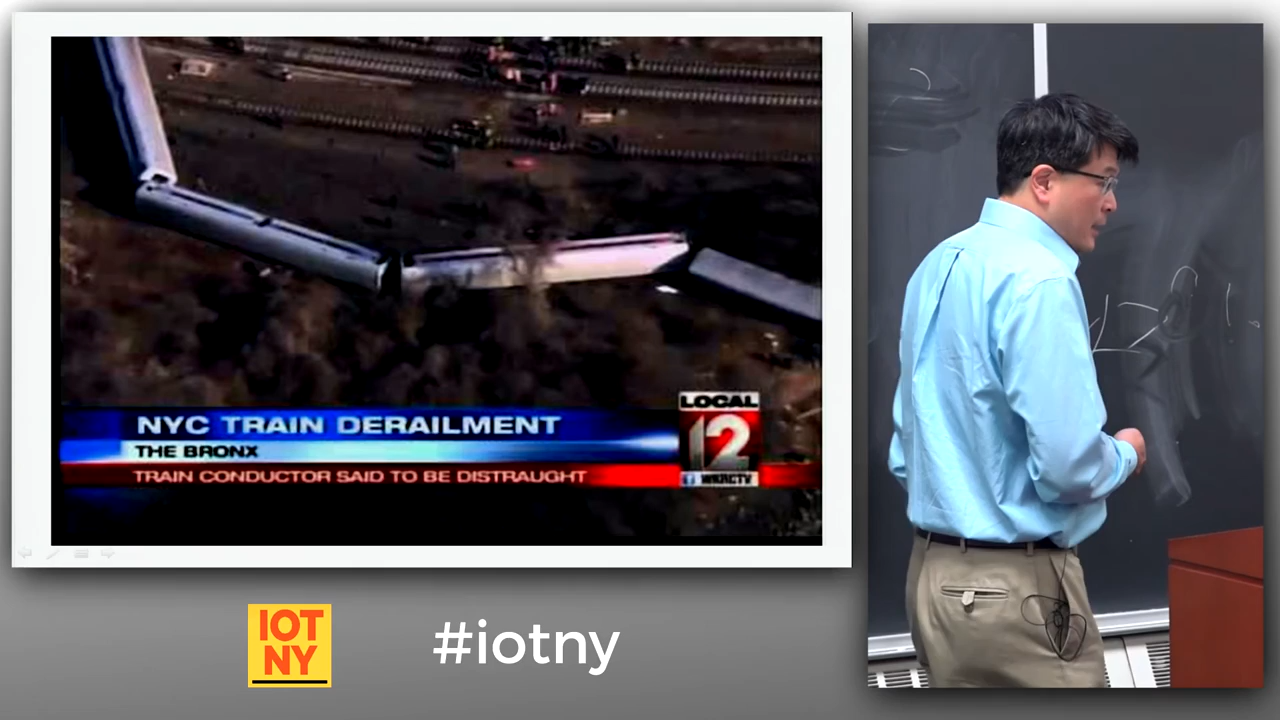 NYC TRAIN DERAILMENT
THE BRONX
TRAIN CONDUCTOR SAID TO BE DISTRAUGHT
LOCAL
12
WKRCTV
IOT
NY
#iotny